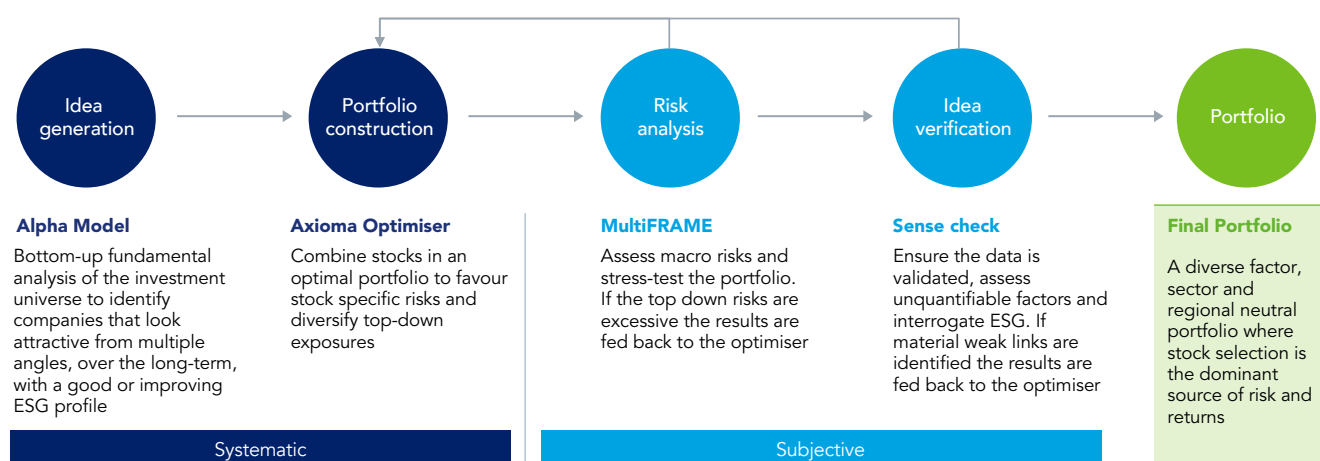 Idea
generation
Portfolio
construction
Risk
analysis
Idea
verification
Portfolio
Alpha Model
Bottom-up fundamental
analysis of the investment
universe to identify
companies that look
attractive from multiple
angles, over the long-term,
with a good or improving
ESG profile
Axioma Optimiser
Combine stocks in an
optimal portfolio to favour
stock specific risks and
diversify top-down
exposures
MultiFRAME
Assess macro risks and
stress-test the portfolio.
If the top down risks are
excessive the results are
fed back to the optimiser
Sense check
Ensure the data is
validated, assess
unquantifiable factors and
interrogate ESG. If
material weak links are
identified the results are
fed back to the optimiser
Final Portfolio
A diverse factor,
sector and
regional neutral
portfolio where
stock selection is
the dominant
source of risk and
returns
Systematic
Subjective